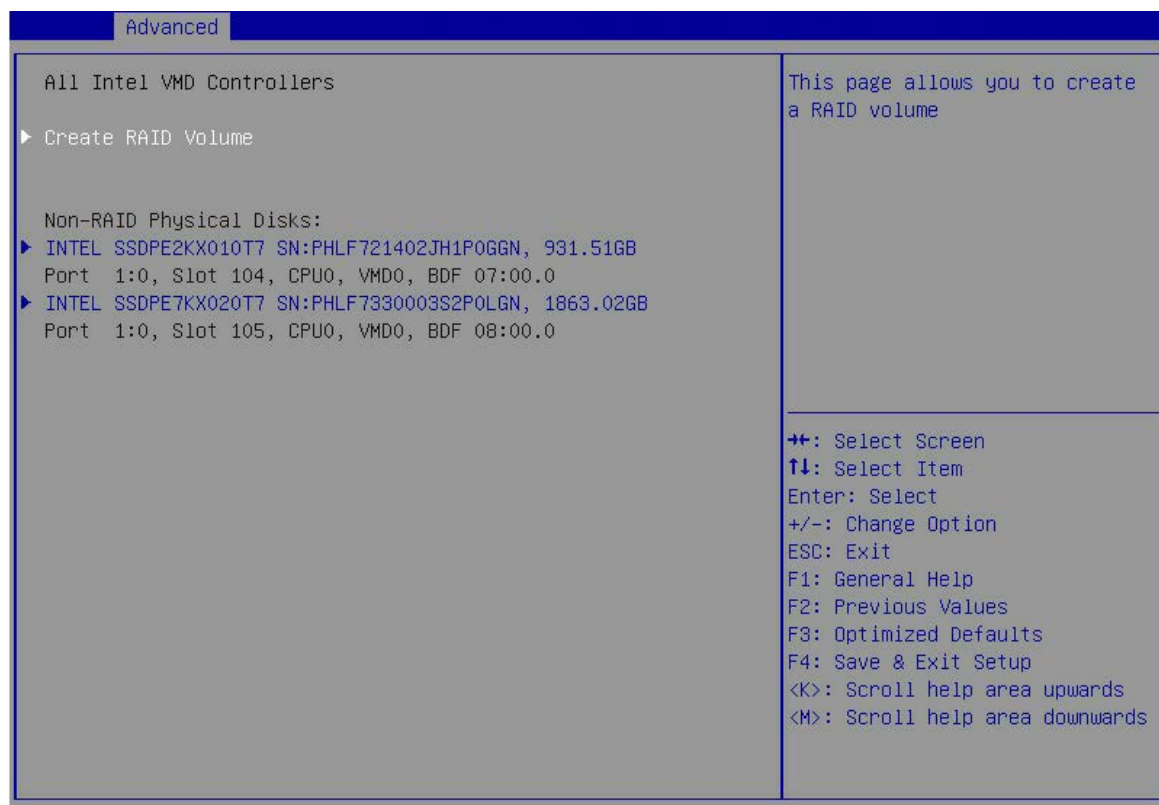 Advanced
All Intel VMD Controllers
Create RAID Volume
Non-RAID Physical Disks:
INTEL SSDPE2KX010T7 SN:PHLF721402JH1P0GGN, 931.51GB
Port 1:0, Slot 104, CPU0, VMD0, BDF 07:00.0
INTEL SSDPE7KX020T7 SN:PHLF7330003S2P0LGN, 1863.02GB
Port 1:0, Slot 105, CPU0, VMD0, BDF 08:00.0
This page allows you to create
a RAID volume
→←: Select Screen
↑↓: Select Item
Enter: Select
+/-: Change Option
ESC: Exit
F1: General Help
F2: Previous Values
F3: Optimized Defaults
F4: Save & Exit Setup
<K>: Scroll help area upwards
<M>: Scroll help area downwards